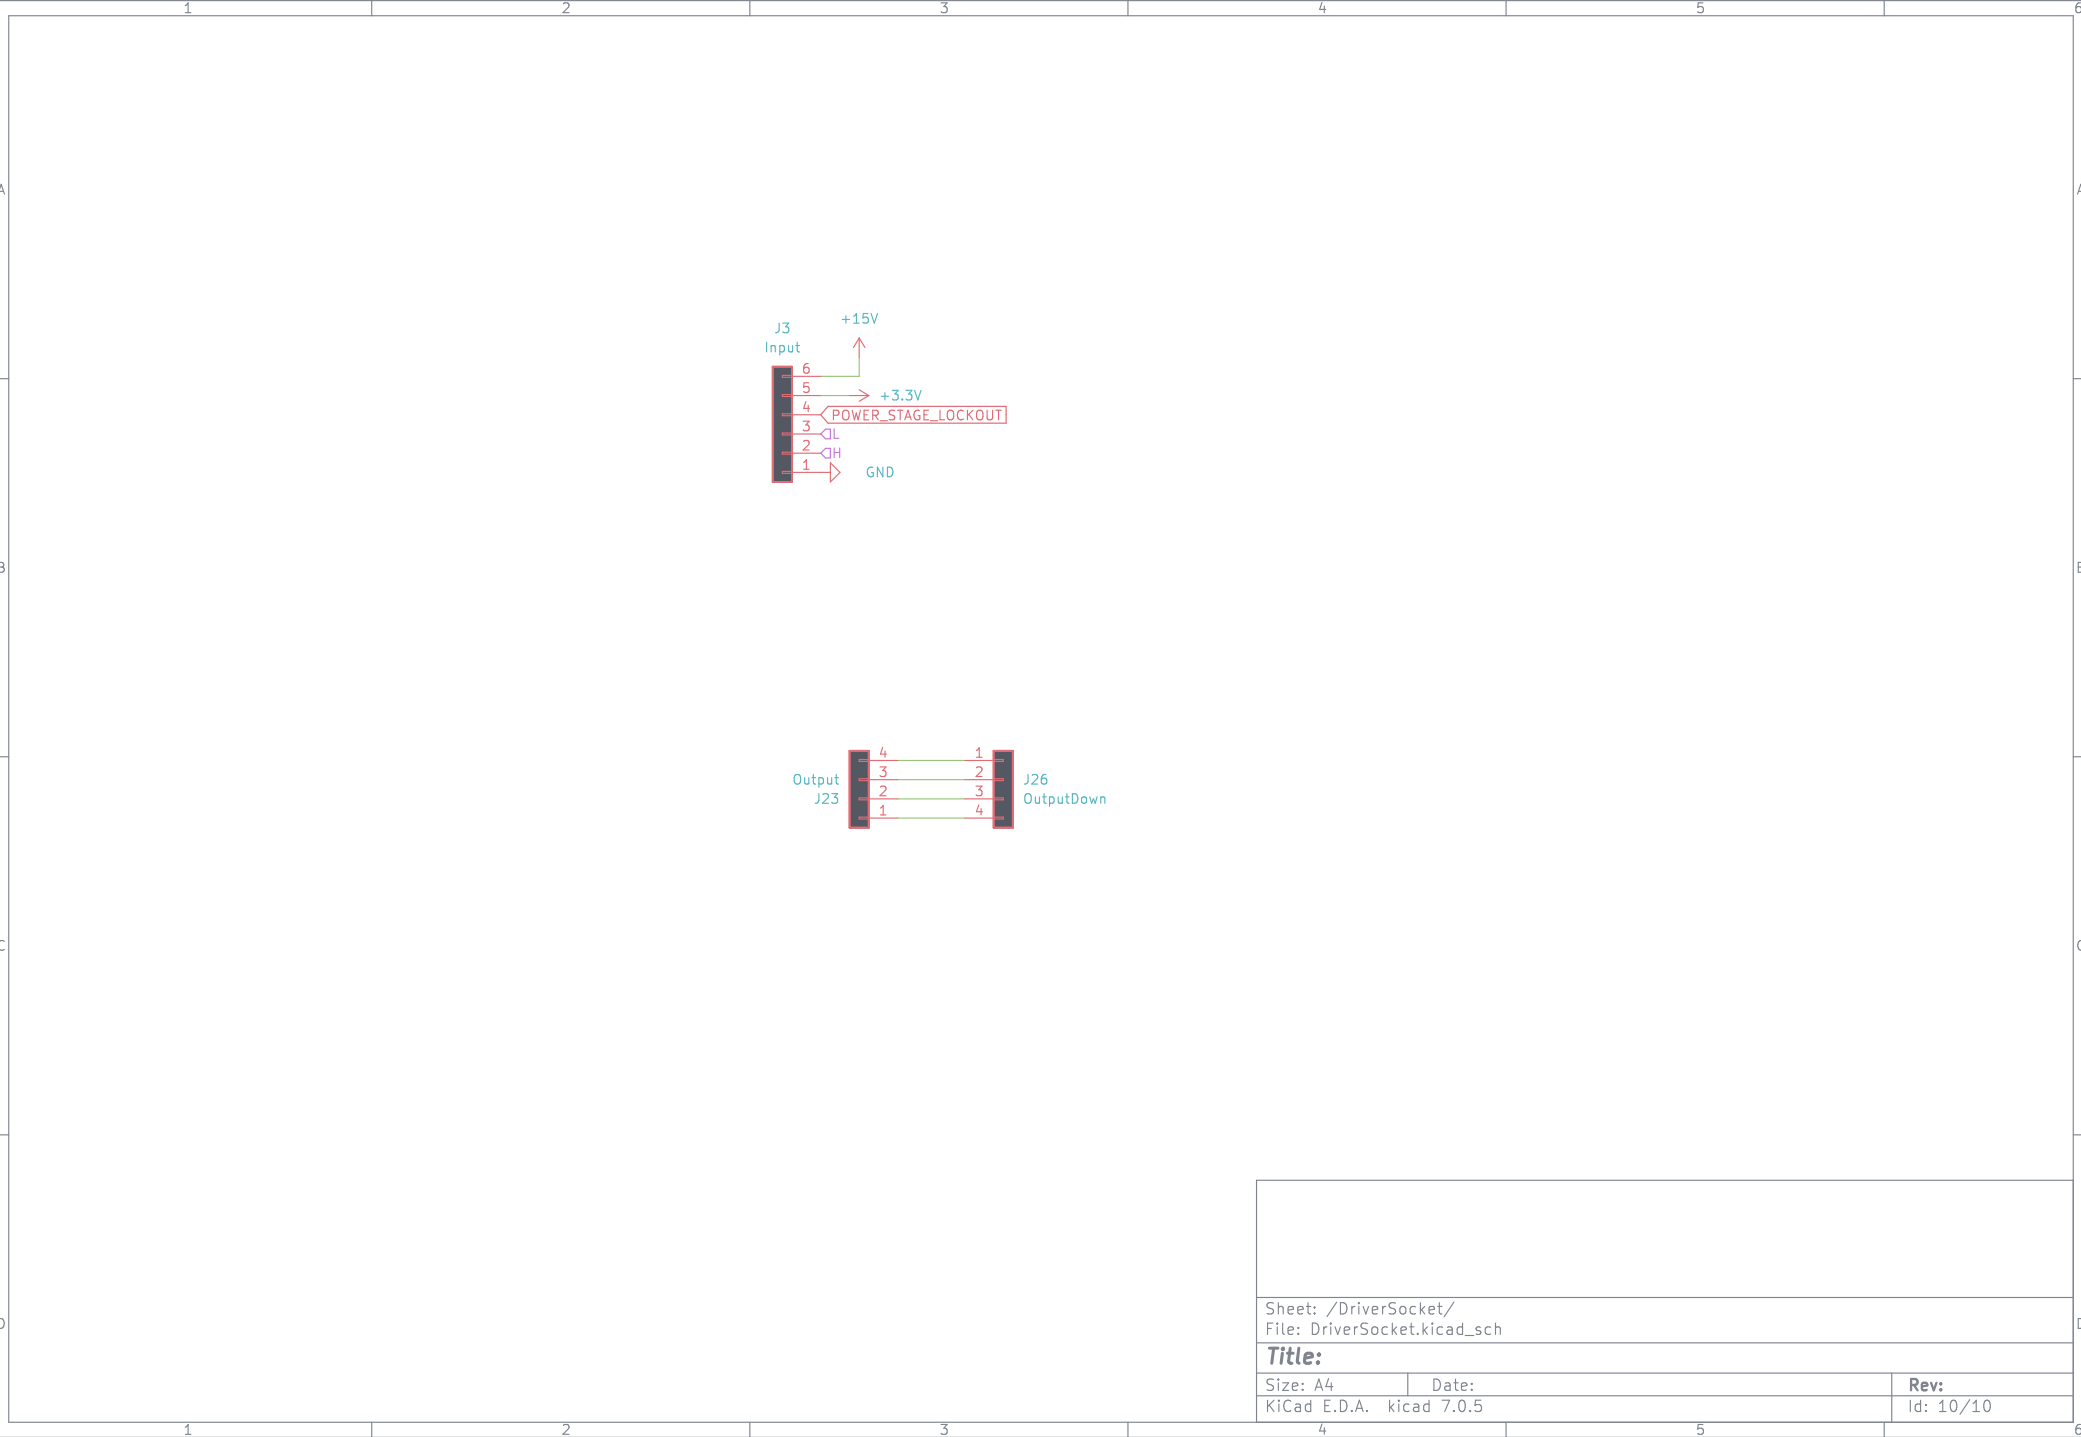 1 2 3 4 5 6
A A
+15V
J3
Input
6
5 +3.3V
4 POWER_STAGE_LOCKOUT
3 L
2 H
1 GND
B B
4 1
Output 3 2 J26
J23 2 3 OutputDown
1 4
C C
Sheet: /DriverSocket/
File: DriverSocket.kicad_sch
D D
Title:
Size: A4 Date: Rev:
KiCad E.D.A. kicad 7.0.5 Id: 10/10
1 2 3 4 5 6